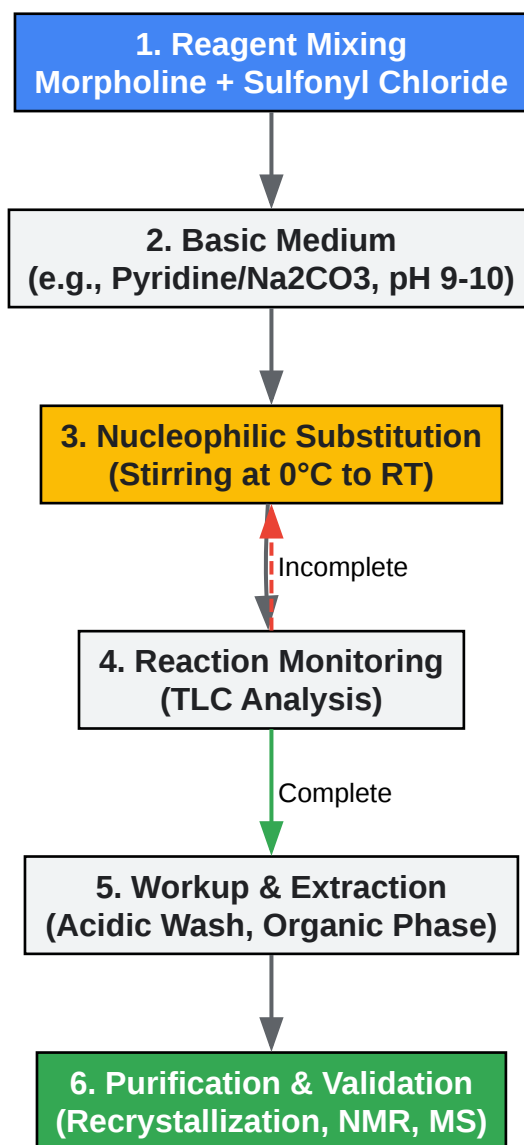 1. Reagent Mixing
Morpholine + Sulfonyl Chloride
2. Basic Medium
(e.g., Pyridine/Na2CO3, pH 9-10)
3. Nucleophilic Substitution
(Stirring at 0°C to RT)
Incomplete
4. Reaction Monitoring
(TLC Analysis)
Complete
5. Workup & Extraction
(Acidic Wash, Organic Phase)
6. Purification & Validation
(Recrystallization, NMR, MS)